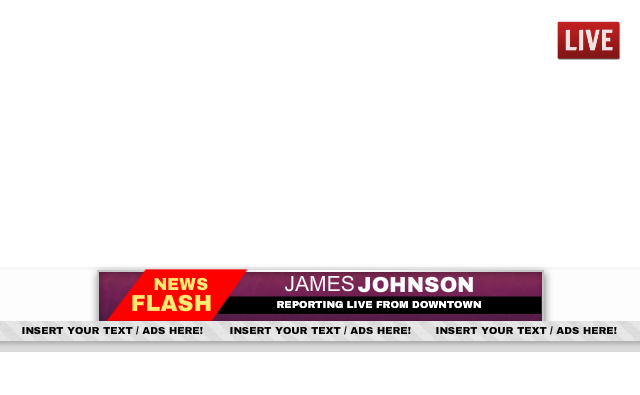 LIVE
NEWS
FLASH
JAMES JOHNSON
REPORTING LIVE FROM DOWNTOWN
INSERT YOUR TEXT / ADS HERE! INSERT YOUR TEXT / ADS HERE! INSERT YOUR TEXT / ADS HERE!